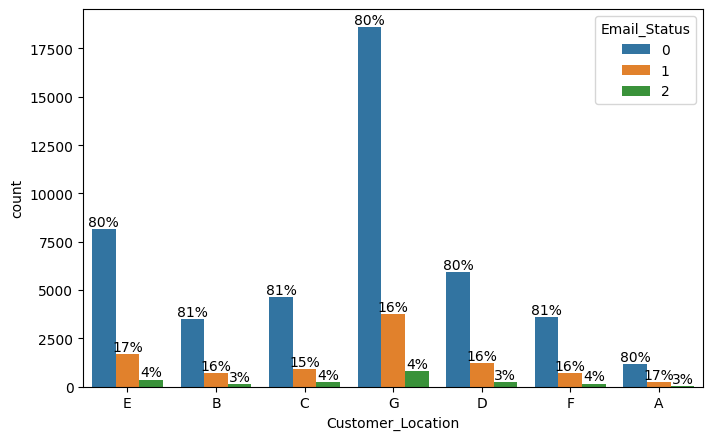 Email_Status
0
1
2
17500
15000
12500
10000
7500
5000
2500
0
count
80% 17% 4%
81% 16% 3%
81% 15% 4%
80% 16% 4%
80% 16% 3%
81% 16% 4%
80% 17% 3%
E B C G D F A
Customer_Location